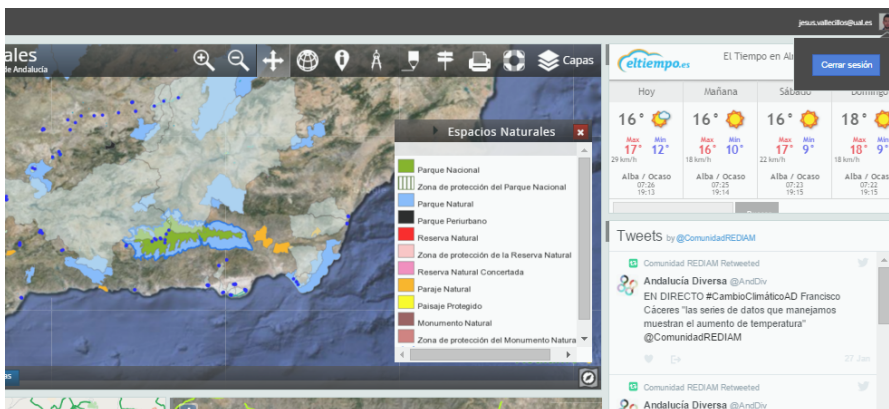 jesus.vallecillos@ual.es
Cerrar sesión
ales
de Andalucía
Capas
Espacios Naturales
Parque Nacional
Zona de protección del Parque Nacional
Parque Natural
Parque Periurbano
Reserva Natural
Zona de protección de la Reserva Natural
Reserva Natural Concertada
Paraje Natural
Paisaje Protegido
Monumento Natural
Zona de protección del Monumento Natura
as
eltiempo.es
El Tiempo en Al
Hoy Mañana Sábado Domingo
16° 16° 16° 18°
Max Min Max Min Max Min Max Min
17° 12° 16° 10° 17° 9° 18° 9°
29 km/h 18 km/h 22 km/h 18 km/h
Alba / Ocaso Alba / Ocaso Alba / Ocaso Alba / Ocas
07:26 07:25 07:23 07:22
19:13 19:14 19:15 19:15
Tweets by @ComunidadREDIAM
Comunidad REDIAM Retweeted
Andalucía Diversa @AndDiv
EN DIRECTO #CambioClimáticoAD Francisco
Cáceres "las series de datos que manejamos
muestran el aumento de temperatura"
@ComunidadREDIAM
27 Jan
Comunidad REDIAM Retweeted
Andalucía Diversa @AndDiv